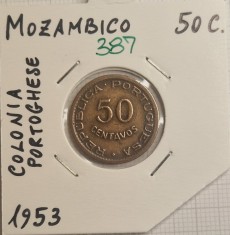 MOZAMBICO 50 C.
387
COLONIA
PORTOGHESE
REPUBLICA · PORTUGUESA
50
CENTAVOS
1953